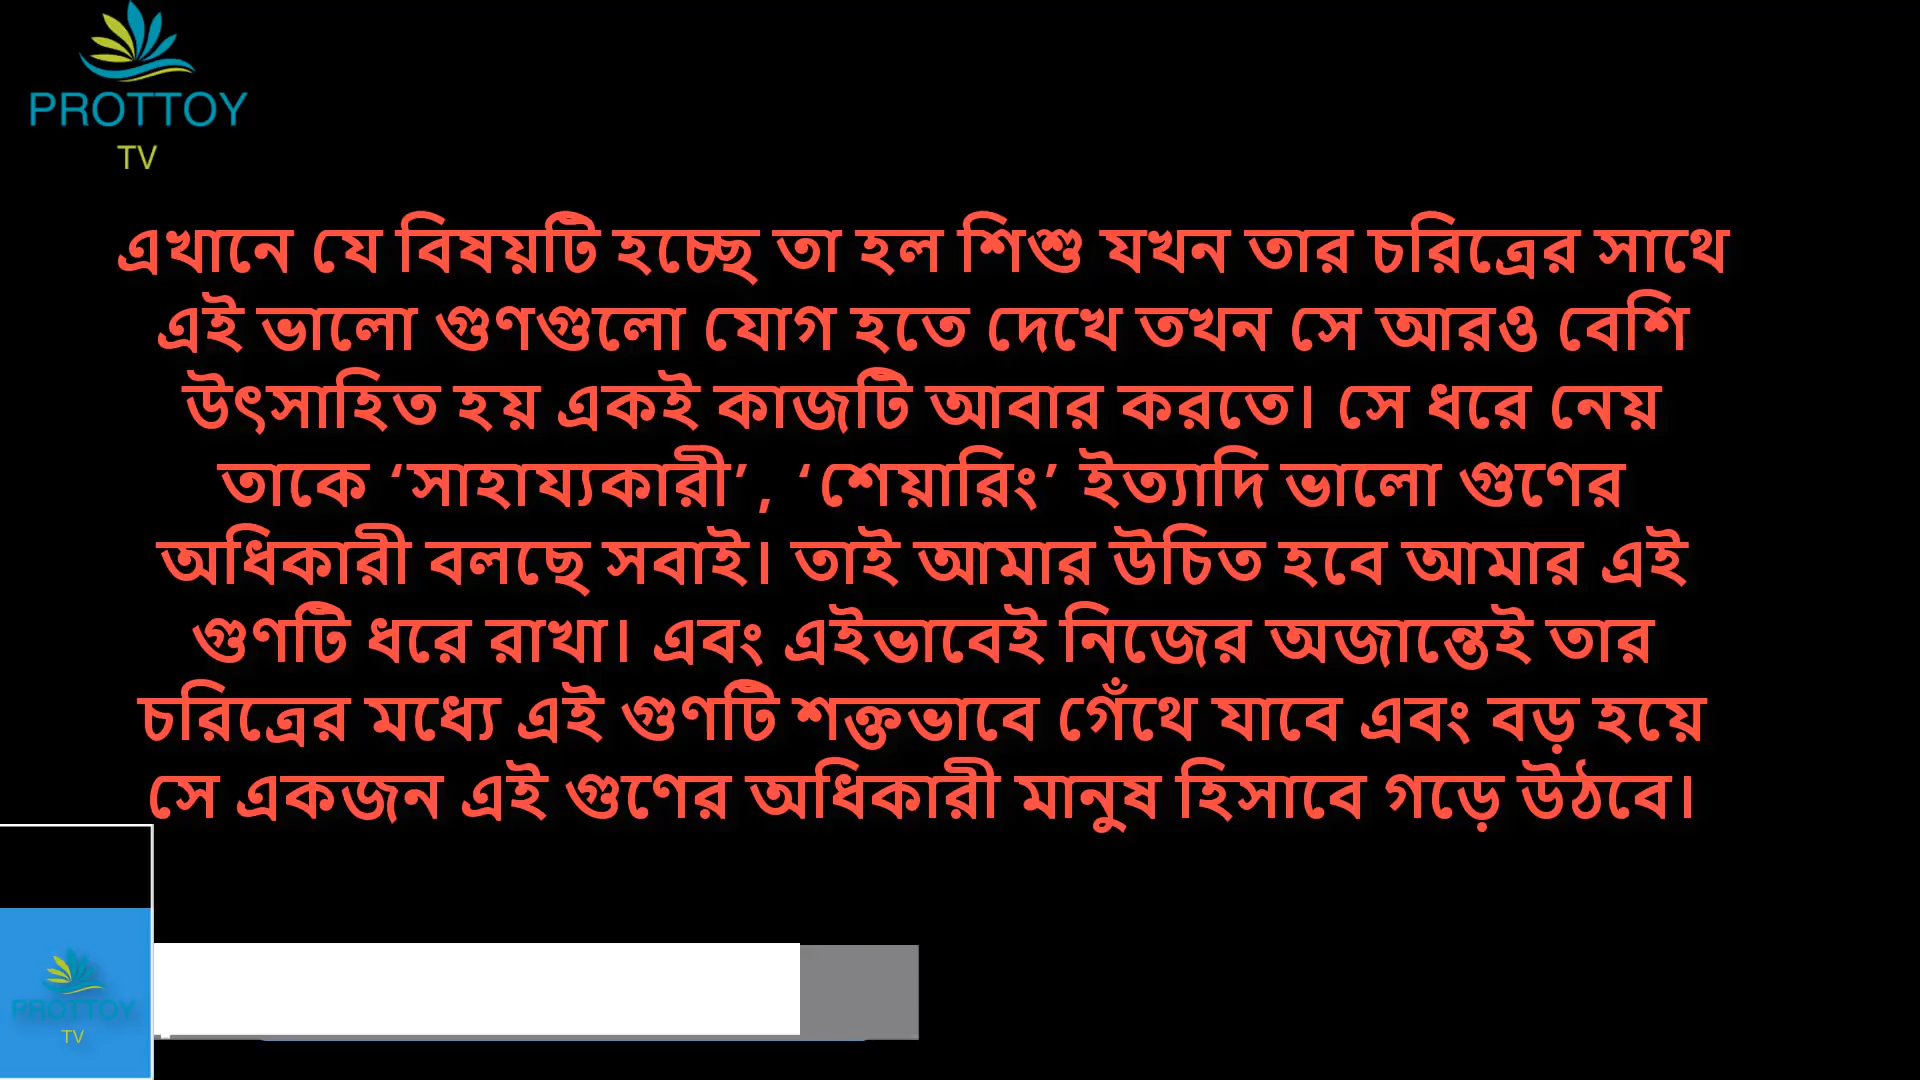 PROTTOY
TV
এখানে যে বিষয়টি হচ্ছে তা হল শিশু যখন তার চরিত্রের সাথে
এই ভালো গুণগুলো যোগ হতে দেখে তখন সে আরও বেশি
উৎসাহিত হয় একই কাজটি আবার করতে। সে ধরে নেয়
তাকে ‘সাহায্যকারী’, ‘শেয়ারিং’ ইত্যাদি ভালো গুণের
অধিকারী বলছে সবাই। তাই আমার উচিত হবে আমার এই
গুণটি ধরে রাখা। এবং এইভাবেই নিজের অজান্তেই তার
চরিত্রের মধ্যে এই গুণটি শক্তভাবে গেঁথে যাবে এবং বড় হয়ে
সে একজন এই গুণের অধিকারী মানুষ হিসাবে গড়ে উঠবে।
PROTTOY
TV